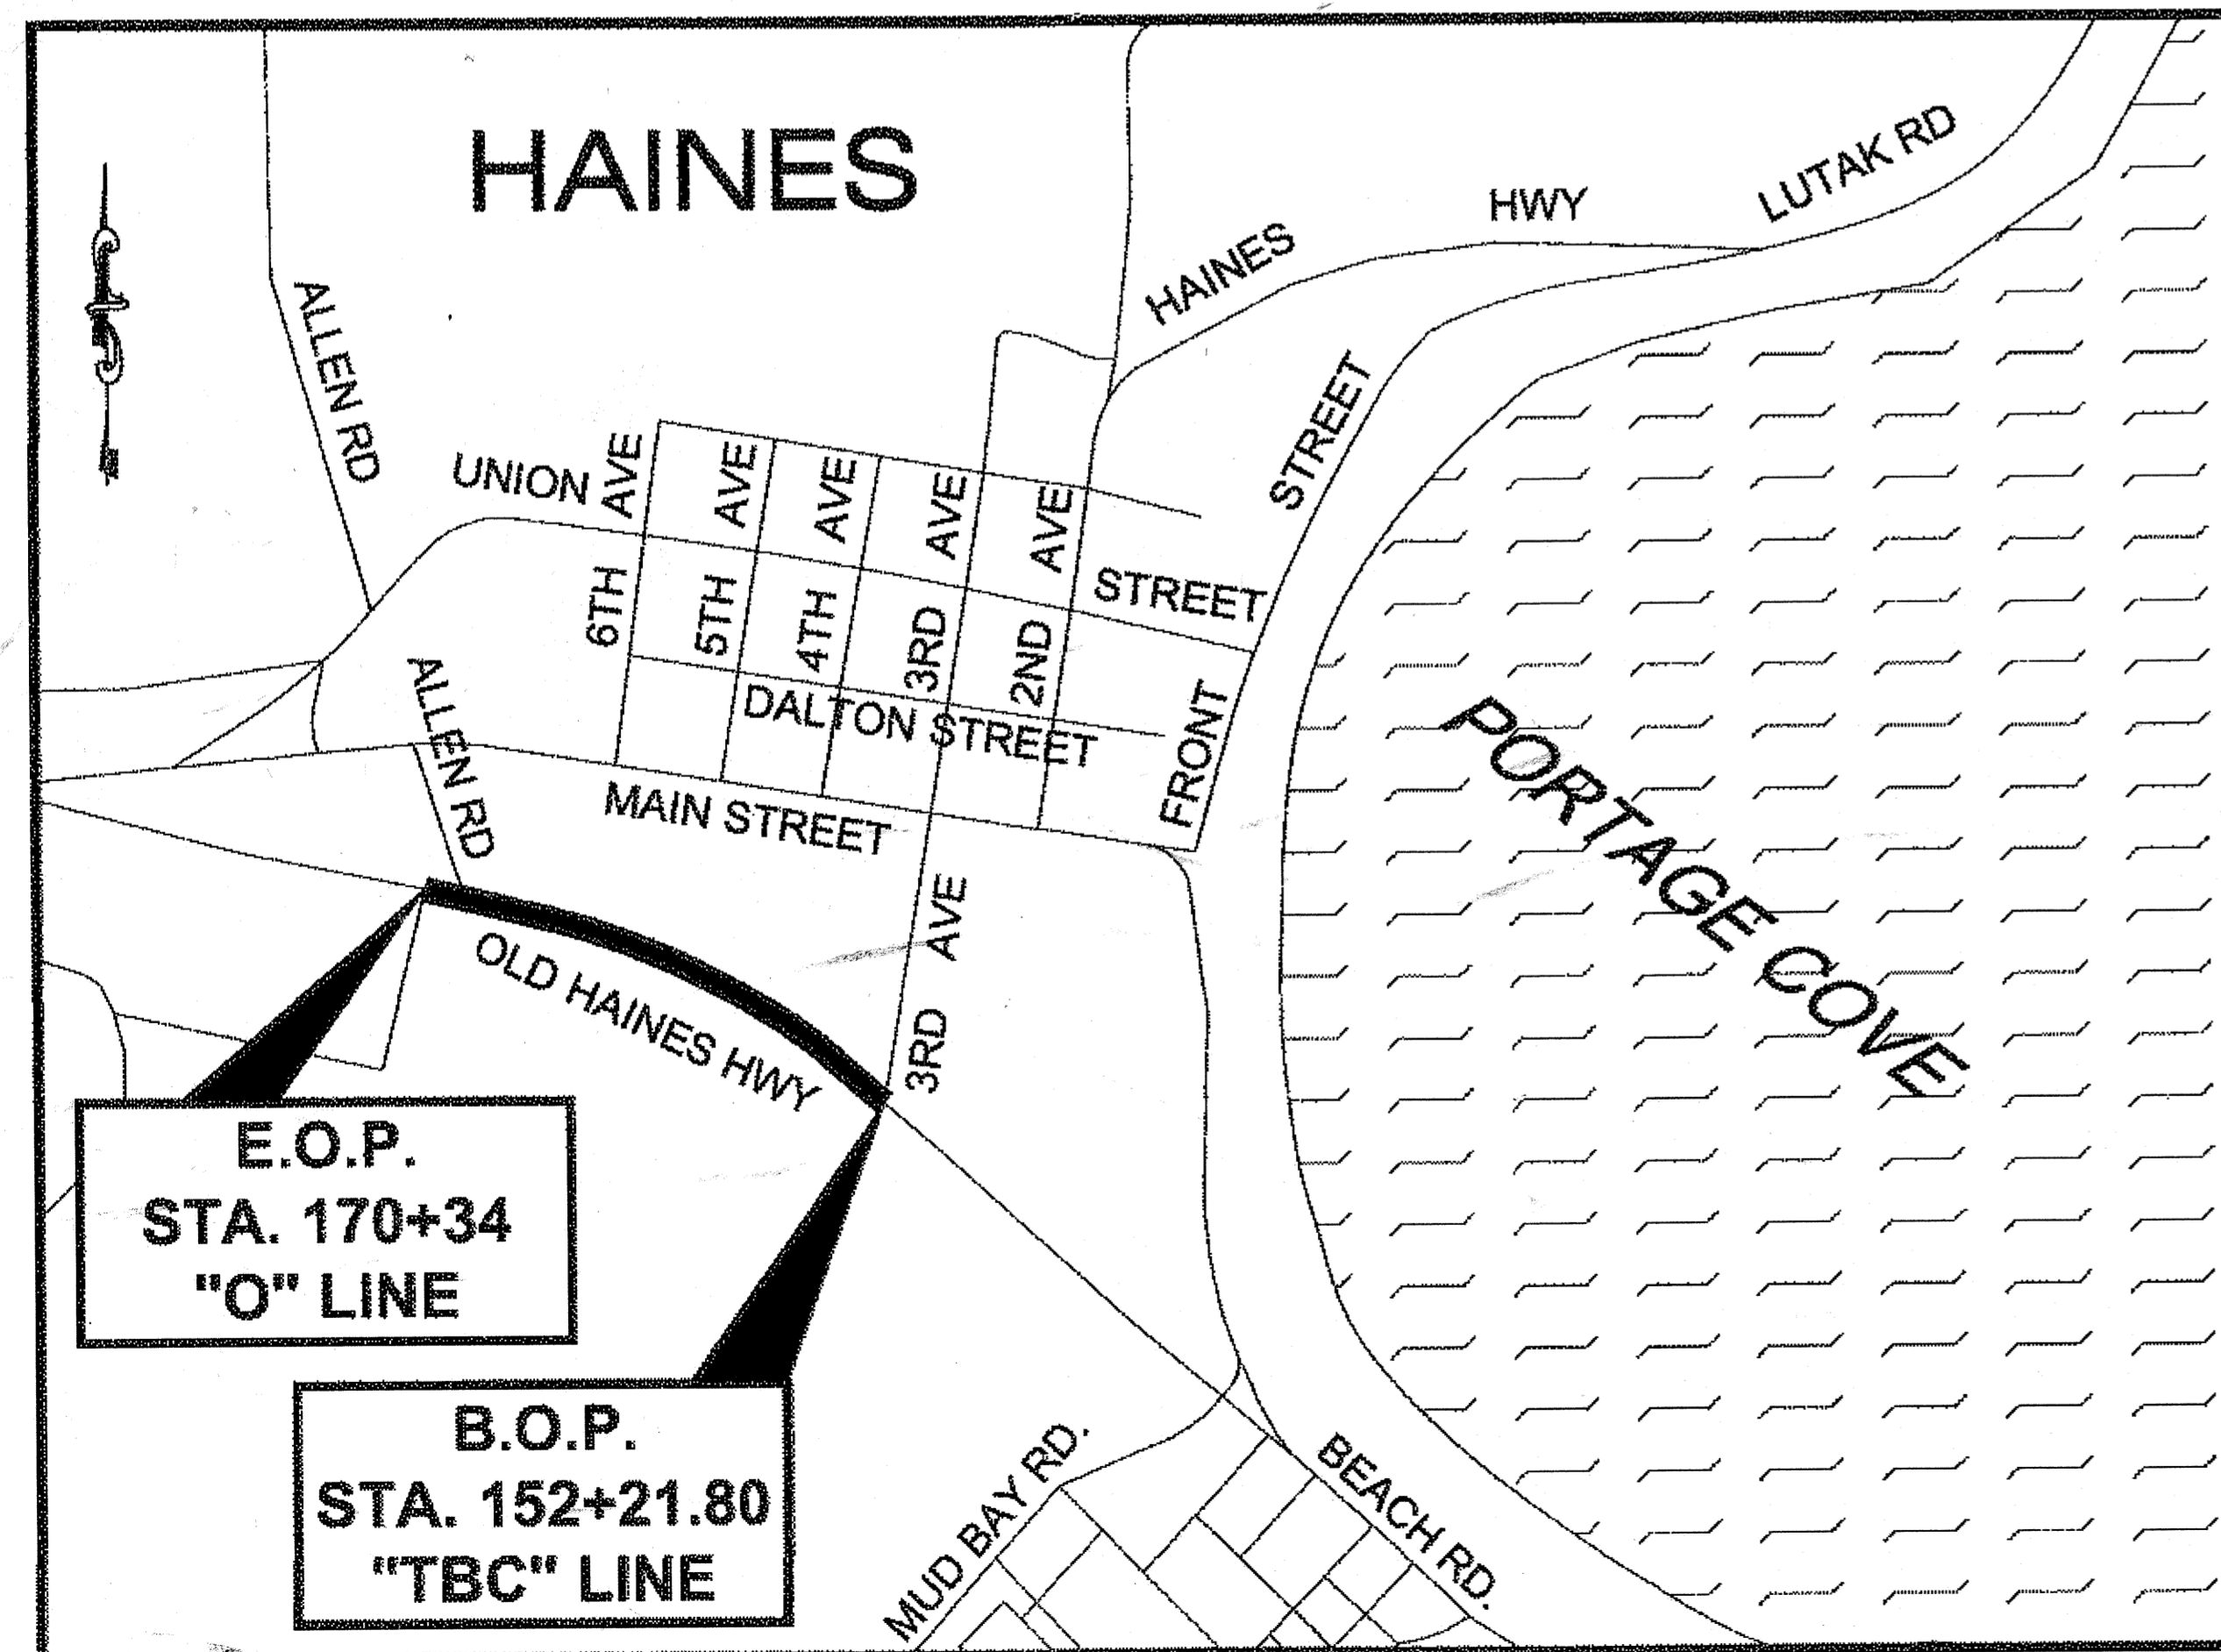 HAINES
LUTAK RD
HWY
HAINES
ALLEN RD
STREET
UNION
AVE
AVE
AVE
AVE
AVE
STREET
6TH
5TH
4TH
3RD
2ND
ALLEN RD
DALTON STREET
FRONT
MAIN STREET
PORTAGE COVE
AVE
3RD
OLD HAINES HWY
E.O.P.
STA. 170+34
"O" LINE
B.O.P.
STA. 152+21.80
"TBC" LINE
MUD BAY RD.
BEACH RD.